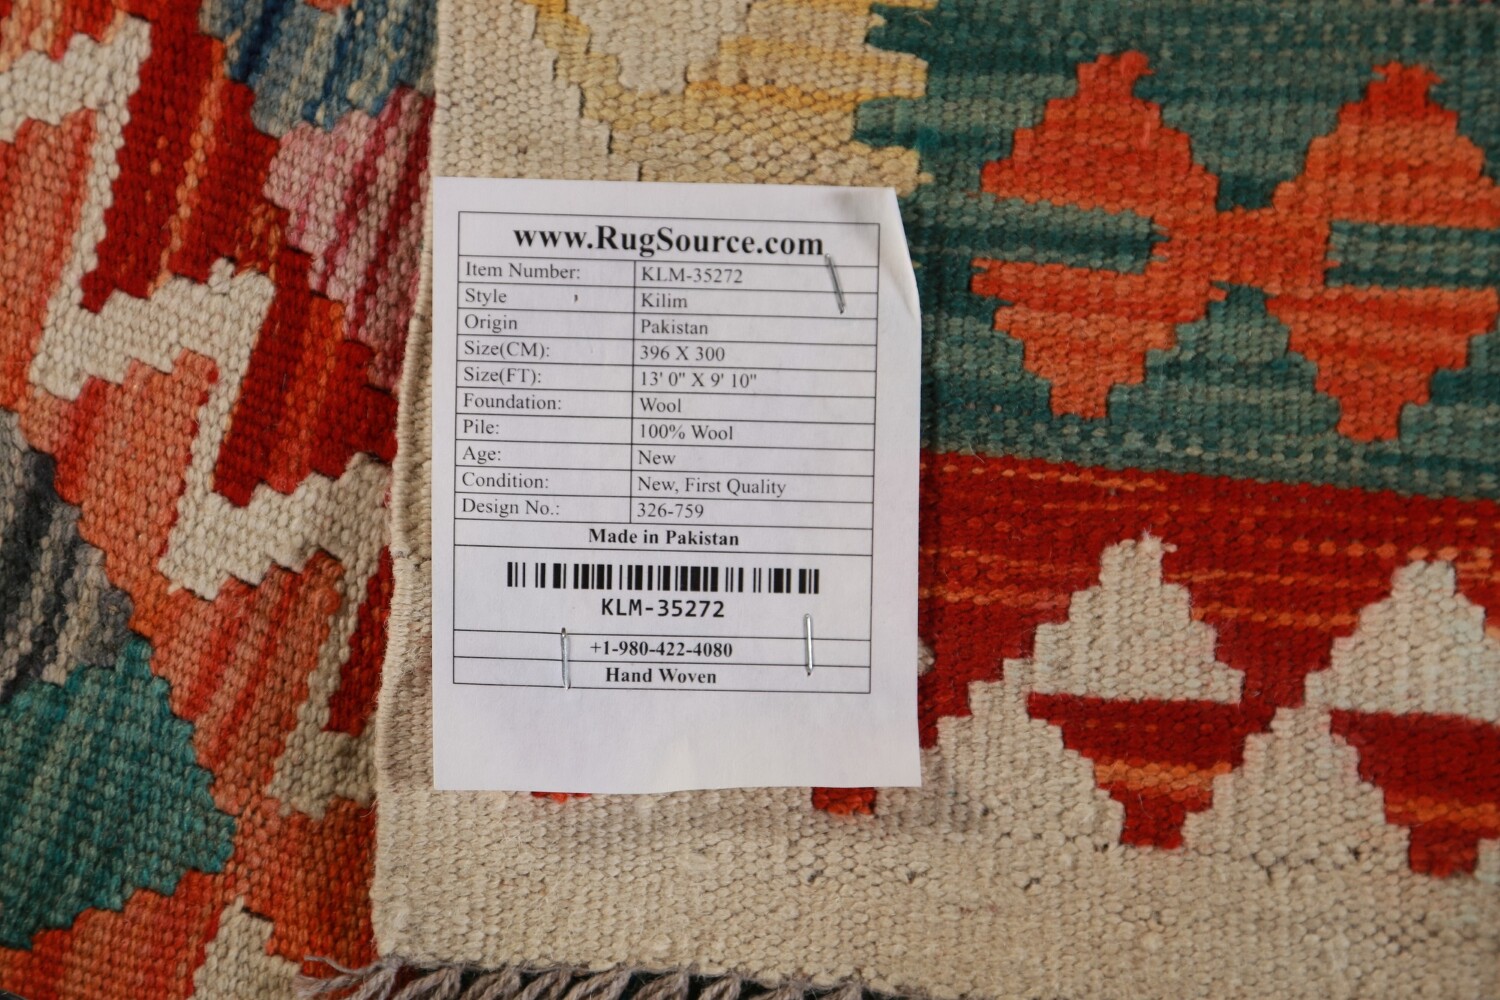 www.RugSource.com
Item Number: KLM-35272
Style , Kilim
Origin Pakistan
Size(CM): 396 X 300
Size(FT): 13' 0" X 9' 10"
Foundation: Wool
Pile: 100% Wool
Age: New
Condition: New, First Quality
Design No.: 326-759
Made in Pakistan
KLM-35272
+1-980-422-4080
Hand Woven